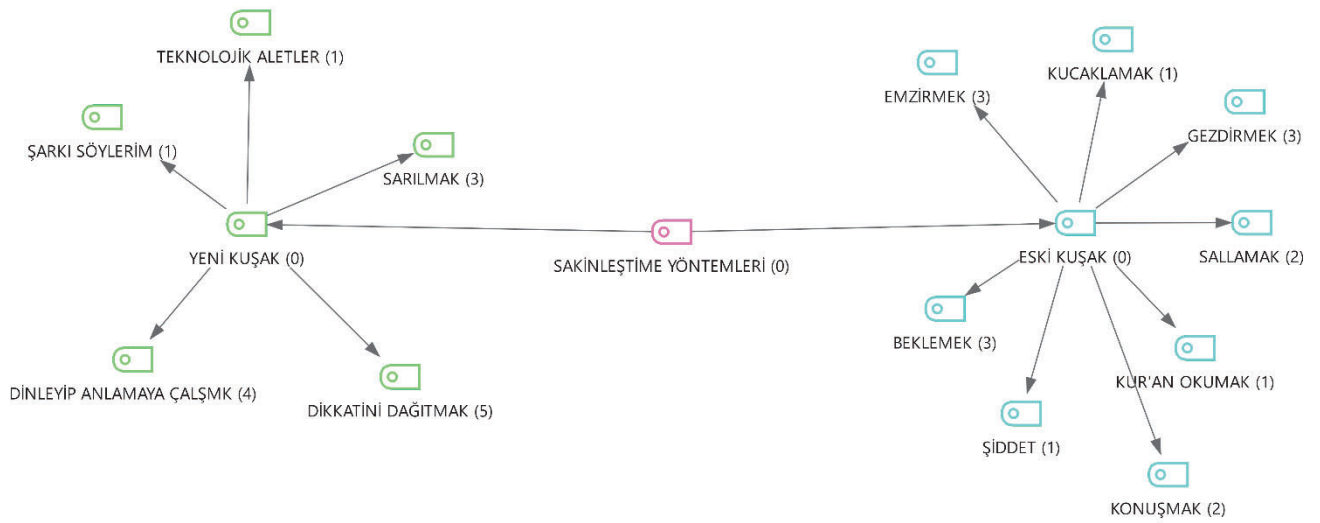 TEKNOLOJİK ALETLER (1)
KUCAKLAMAK (1)
EMZİRMEK (3)
GEZDİRMEK (3)
ŞARKI SÖYLERİM (1)
SARILMAK (3)
YENİ KUŞAK (0)
SAKİNLEŞTİME YÖNTEMLERİ (0)
ESKİ KUŞAK (0)
SALLAMAK (2)
BEKLEMEK (3)
KUR'AN OKUMAK (1)
DİNLEYİP ANLAMAYA ÇALŞMK (4)
DİKKATİNİ DAĞITMAK (5)
ŞİDDET (1)
KONUŞMAK (2)